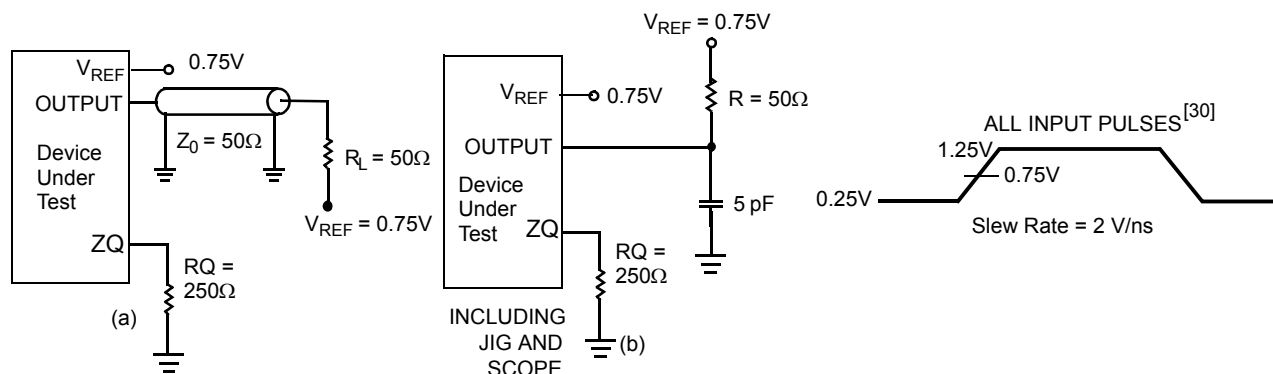 V_REF 0.75V
OUTPUT
Z_0 = 50Ω
Device
Under
Test
R_L = 50Ω
V_REF = 0.75V
ZQ
RQ =
250Ω
(a)
V_REF = 0.75V
R = 50Ω
V_REF 0.75V
OUTPUT
Device
Under
Test
5 pF
ZQ
RQ =
250Ω
INCLUDING
JIG AND
SCOPE
(b)
ALL INPUT PULSES[30]
1.25V
0.75V
0.25V
Slew Rate = 2 V/ns